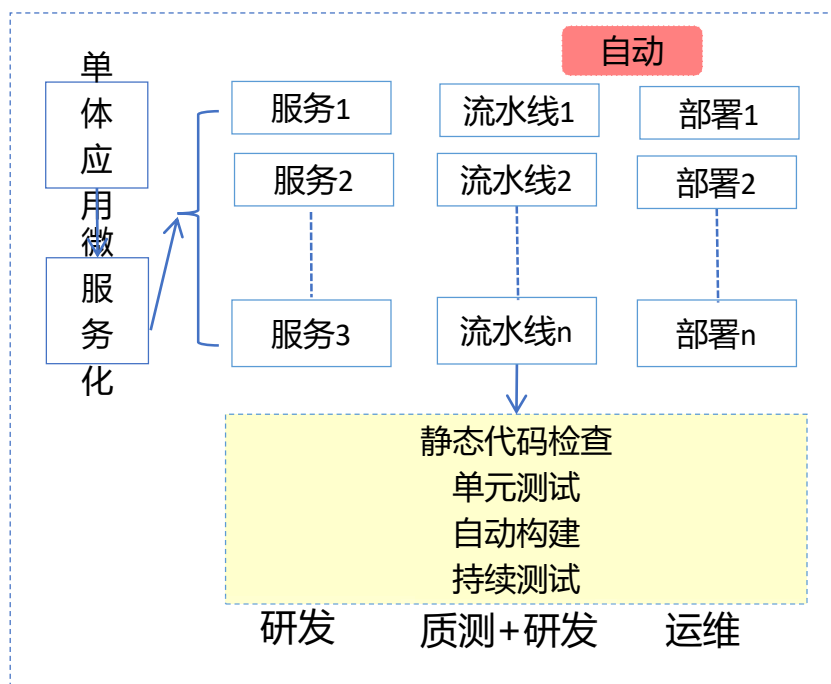 自动
单体应用
微服务化
服务1
流水线1
部署1
服务2
流水线2
部署2
服务3
流水线n
部署n
静态代码检查
单元测试
自动构建
持续测试
研发
质测+研发
运维